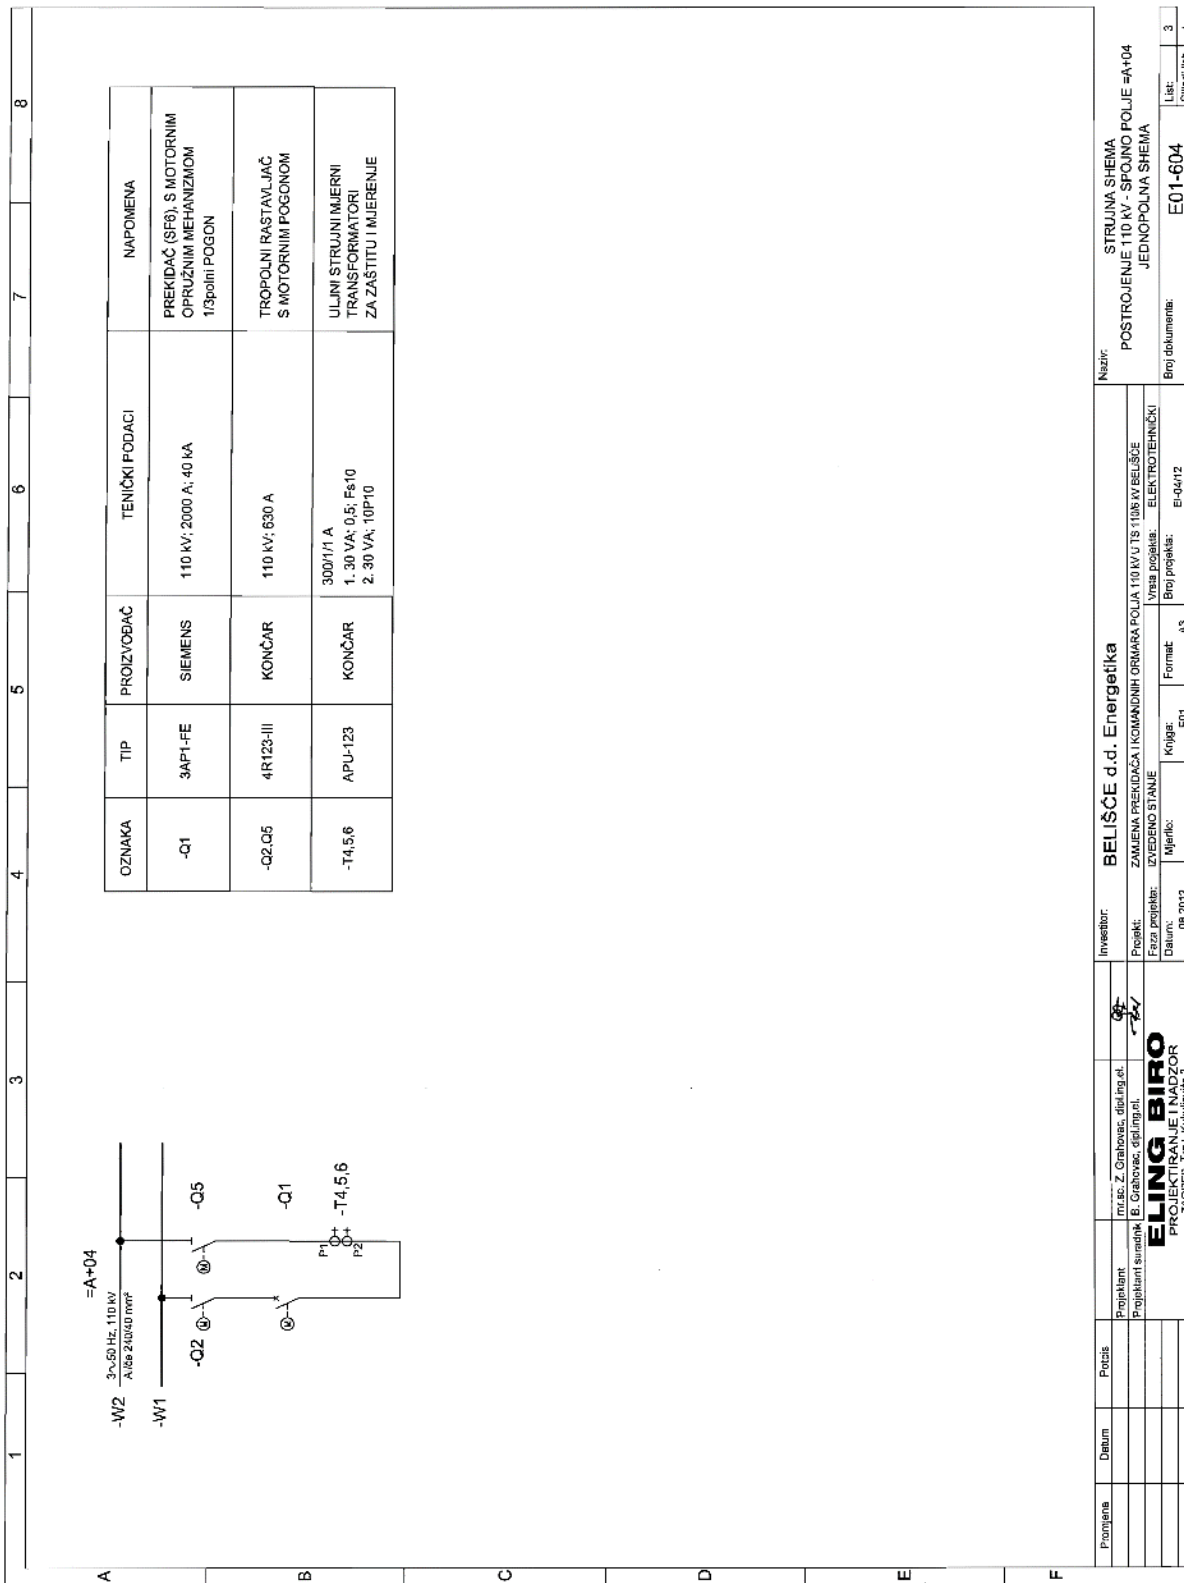 1 2 3 4 5 6 7 8
A
B
C
D
E
F
=A+04
-W2
3~50 Hz, 110 kV
Al/če 240/40 mm²
-W1
-Q2
M
M
-Q5
M
-Q1
P1
P2
-T4,5,6
OZNAKA TIP PROIZVOĐAČ TENIČKI PODACI NAPOMENA
-Q1 3AP1-FE SIEMENS 110 kV; 2000 A; 40 kA PREKIDAČ (SF6), S MOTORNIM
OPRUŽNIM MEHANIZMOM
1/3polni POGON
-Q2,Q5 4R123-III KONČAR 110 kV; 630 A TROPOLNI RASTAVLJAČ
S MOTORNIM POGONOM
-T4,5,6 APU-123 KONČAR 300/1/1 A
1. 30 VA; 0,5; Fs10
2. 30 VA; 10P10
ULJNI STRUJNI MJERNI
TRANSFORMATORI
ZA ZAŠTITU I MJERENJE
Promjena Datum Potpis
Projektant mr.sc. Z. Grahovac, dipl.ing.el.
Projektant suradnik B. Grahovac, dipl.ing.el.
ELING BIRO
PROJEKTIRANJE I NADZOR
Investitor:
BELIŠĆE d.d. Energetika
Projekt: ZAMJENA PREKIDAČA I KOMANDNIH ORMARA POLJA 110 kV U TS 110/6 kV BELIŠĆE
Faza projekta: IZVEDENO STANJE
Vrsta projekta: ELEKTROTEHNIČKI
Datum: 08.2012
Mjerilo:
Knjiga: E01
Format: A3
Broj projekta: EI-04/12
Naziv:
STRUJNA SHEMA
POSTROJENJE 110 kV - SPOJNO POLJE =A+04
JEDNOPOLNA SHEMA
Broj dokumenta:
E01-604
List: 3